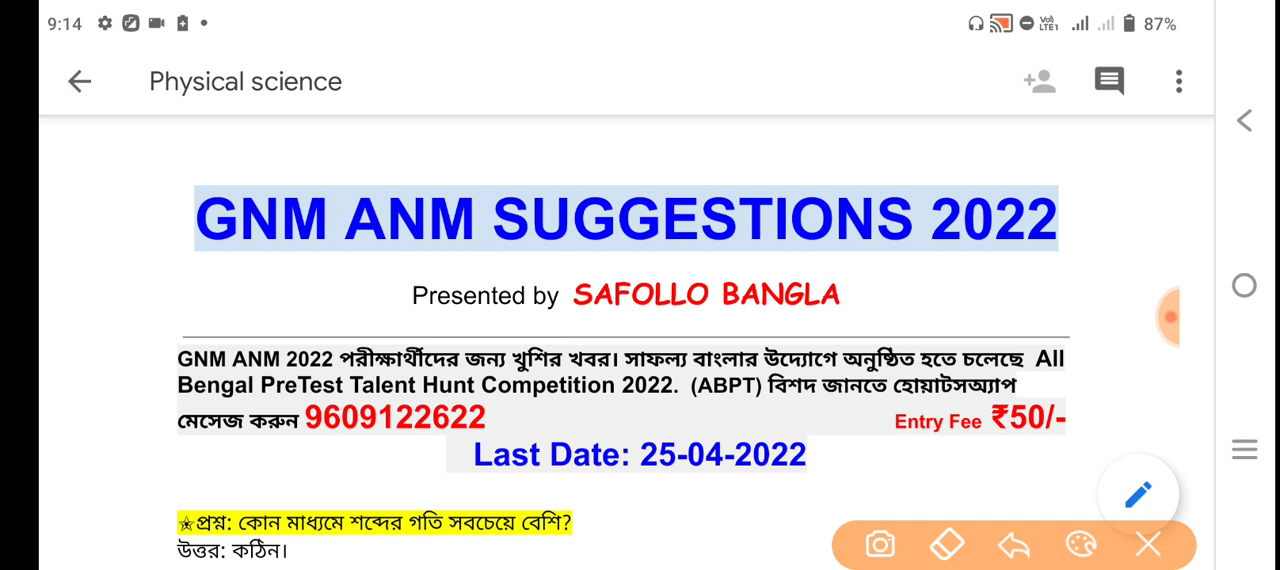 9:14
Vo) LTE1 87%
Physical science
GNM ANM SUGGESTIONS 2022
Presented by SAFOLLO BANGLA
GNM ANM 2022 পরীক্ষার্থীদের জন্য খুশির খবর। সাফল্য বাংলার উদ্যোগে অনুষ্ঠিত হতে চলেছে All
Bengal PreTest Talent Hunt Competition 2022. (ABPT) বিশদ জানতে হোয়াটসঅ্যাপ
মেসেজ করুন 9609122622 Entry Fee ₹50/-
Last Date: 25-04-2022
★প্রশ্ন: কোন মাধ্যমে শব্দের গতি সবচেয়ে বেশি?
উত্তর: কঠিন।